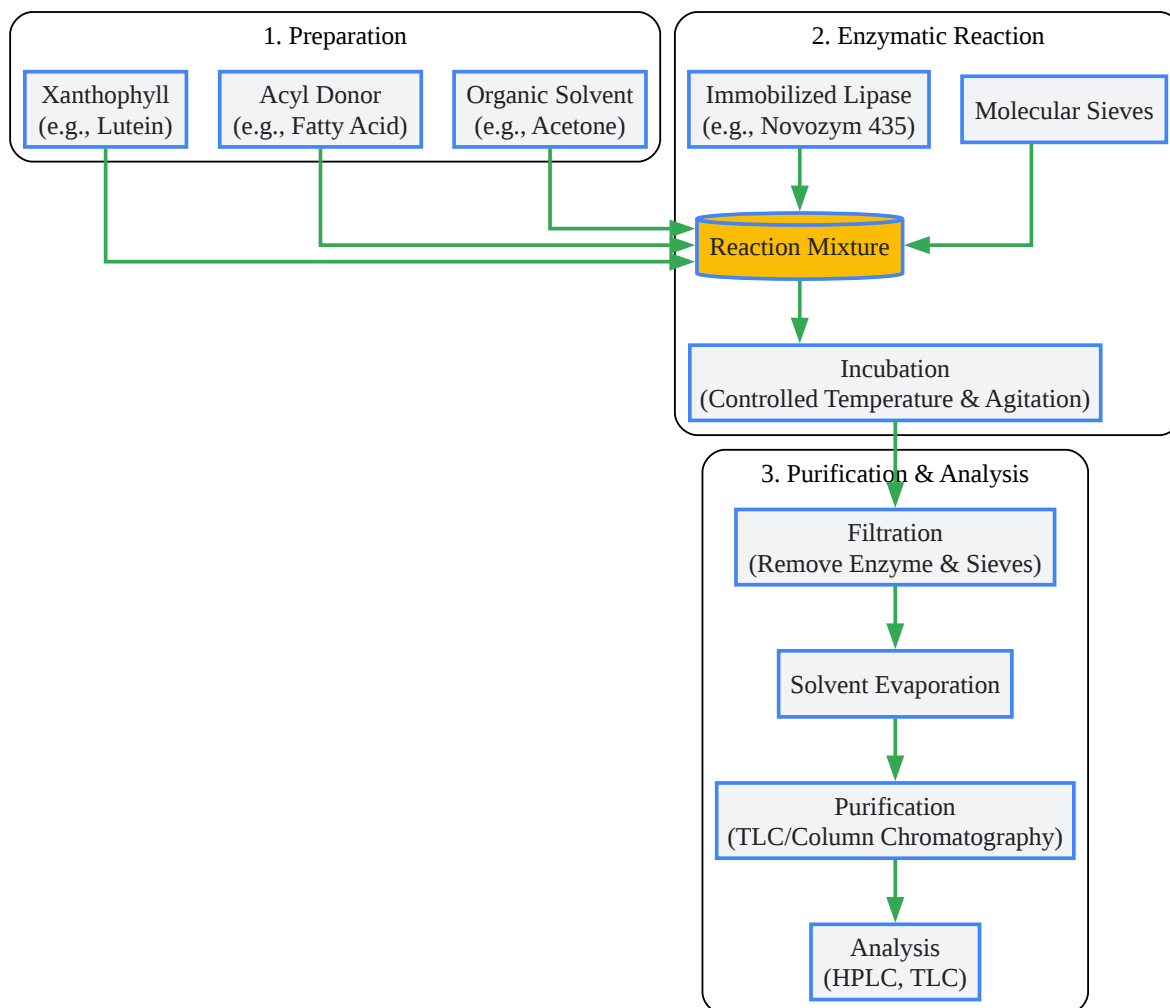 1. Preparation
Xanthophyll
(e.g., Lutein)
Acyl Donor
(e.g., Fatty Acid)
Organic Solvent
(e.g., Acetone)
2. Enzymatic Reaction
Immobilized Lipase
(e.g., Novozym 435)
Molecular Sieves
Reaction Mixture
Incubation
(Controlled Temperature & Agitation)
3. Purification & Analysis
Filtration
(Remove Enzyme & Sieves)
Solvent Evaporation
Purification
(TLC/Column Chromatography)
Analysis
(HPLC, TLC)